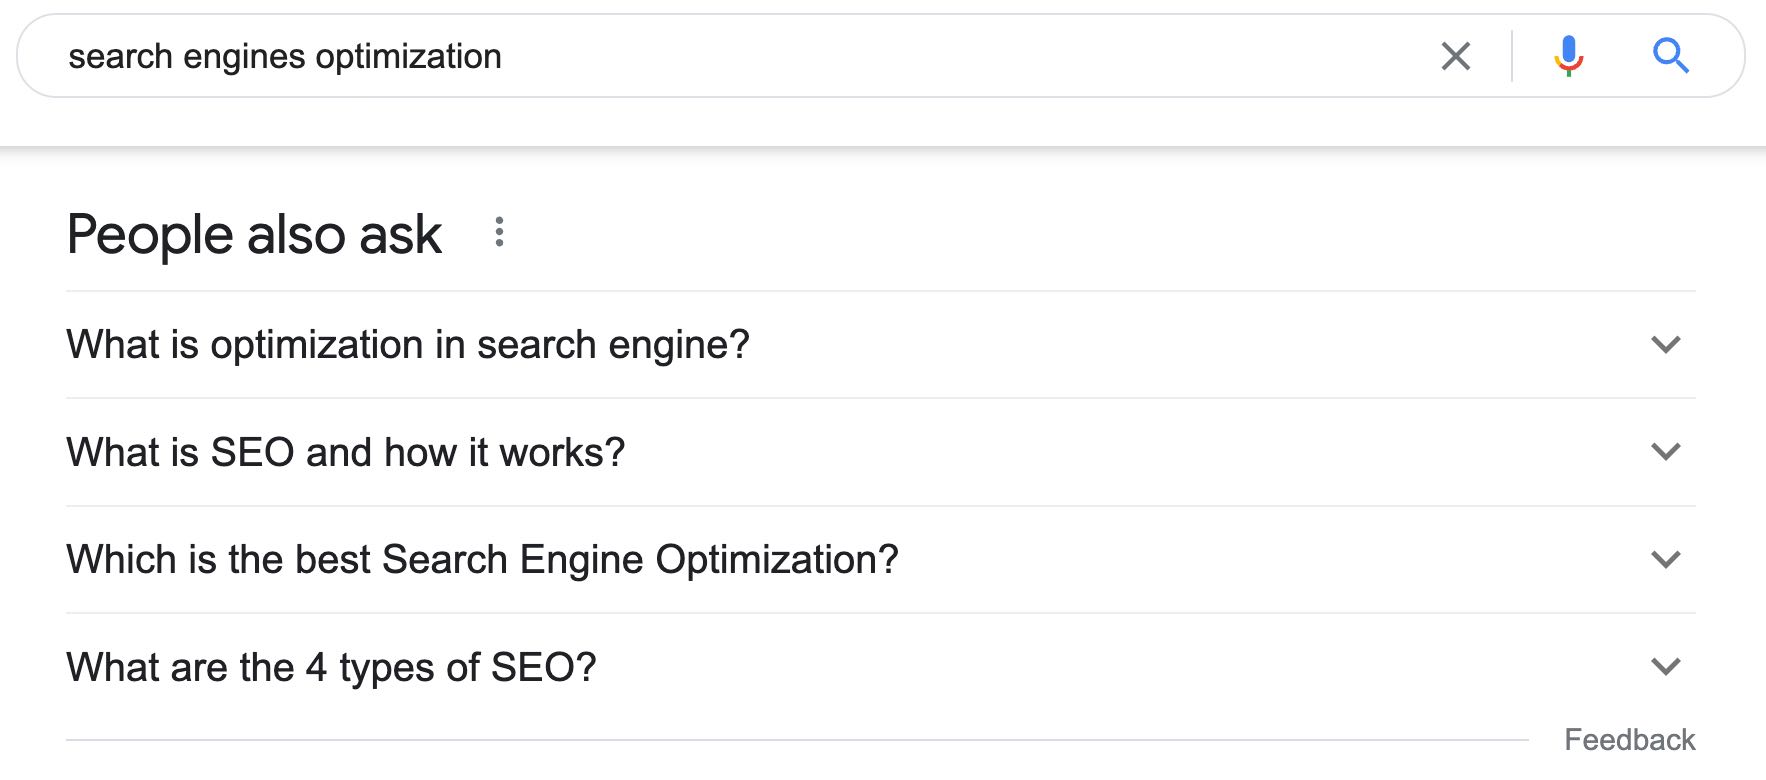 search engines optimization
People also ask
What is optimization in search engine?
What is SEO and how it works?
Which is the best Search Engine Optimization?
What are the 4 types of SEO?
Feedback